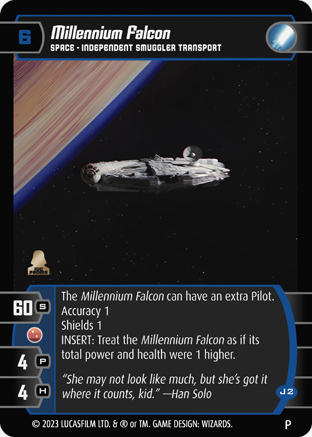 6
Millennium Falcon
SPACE - INDEPENDENT SMUGGLER TRANSPORT
60 S
4 P
4 H
The Millennium Falcon can have an extra Pilot.
Accuracy 1
Shields 1
INSERT: Treat the Millennium Falcon as if its
total power and health were 1 higher.
“She may not look like much, but she’s got it
where it counts, kid.” —Han Solo
J2
© 2023 LUCASFILM LTD. & ® or TM. GAME DESIGN: WIZARDS.
P